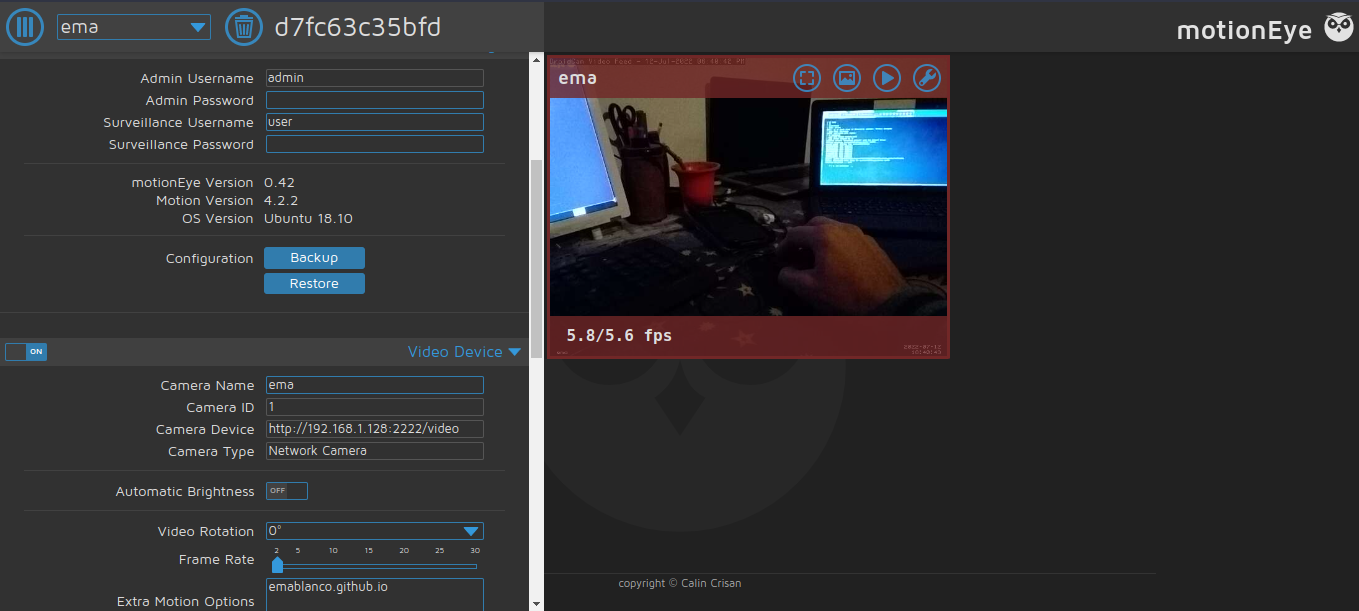 ema
d7fc63c35bfd
motionEye
Admin Username admin
Admin Password
Surveillance Username user
Surveillance Password
motionEye Version 0.42
Motion Version 4.2.2
OS Version Ubuntu 18.10
Configuration Backup
Restore
ON
Video Device
Camera Name ema
Camera ID 1
Camera Device http://192.168.1.128:2222/video
Camera Type Network Camera
Automatic Brightness OFF
Video Rotation 0°
2 5 10 15 20 25 30
Frame Rate
emablanco.github.io
Extra Motion Options
ema
5.8/5.6 fps
copyright © Calin Crisan